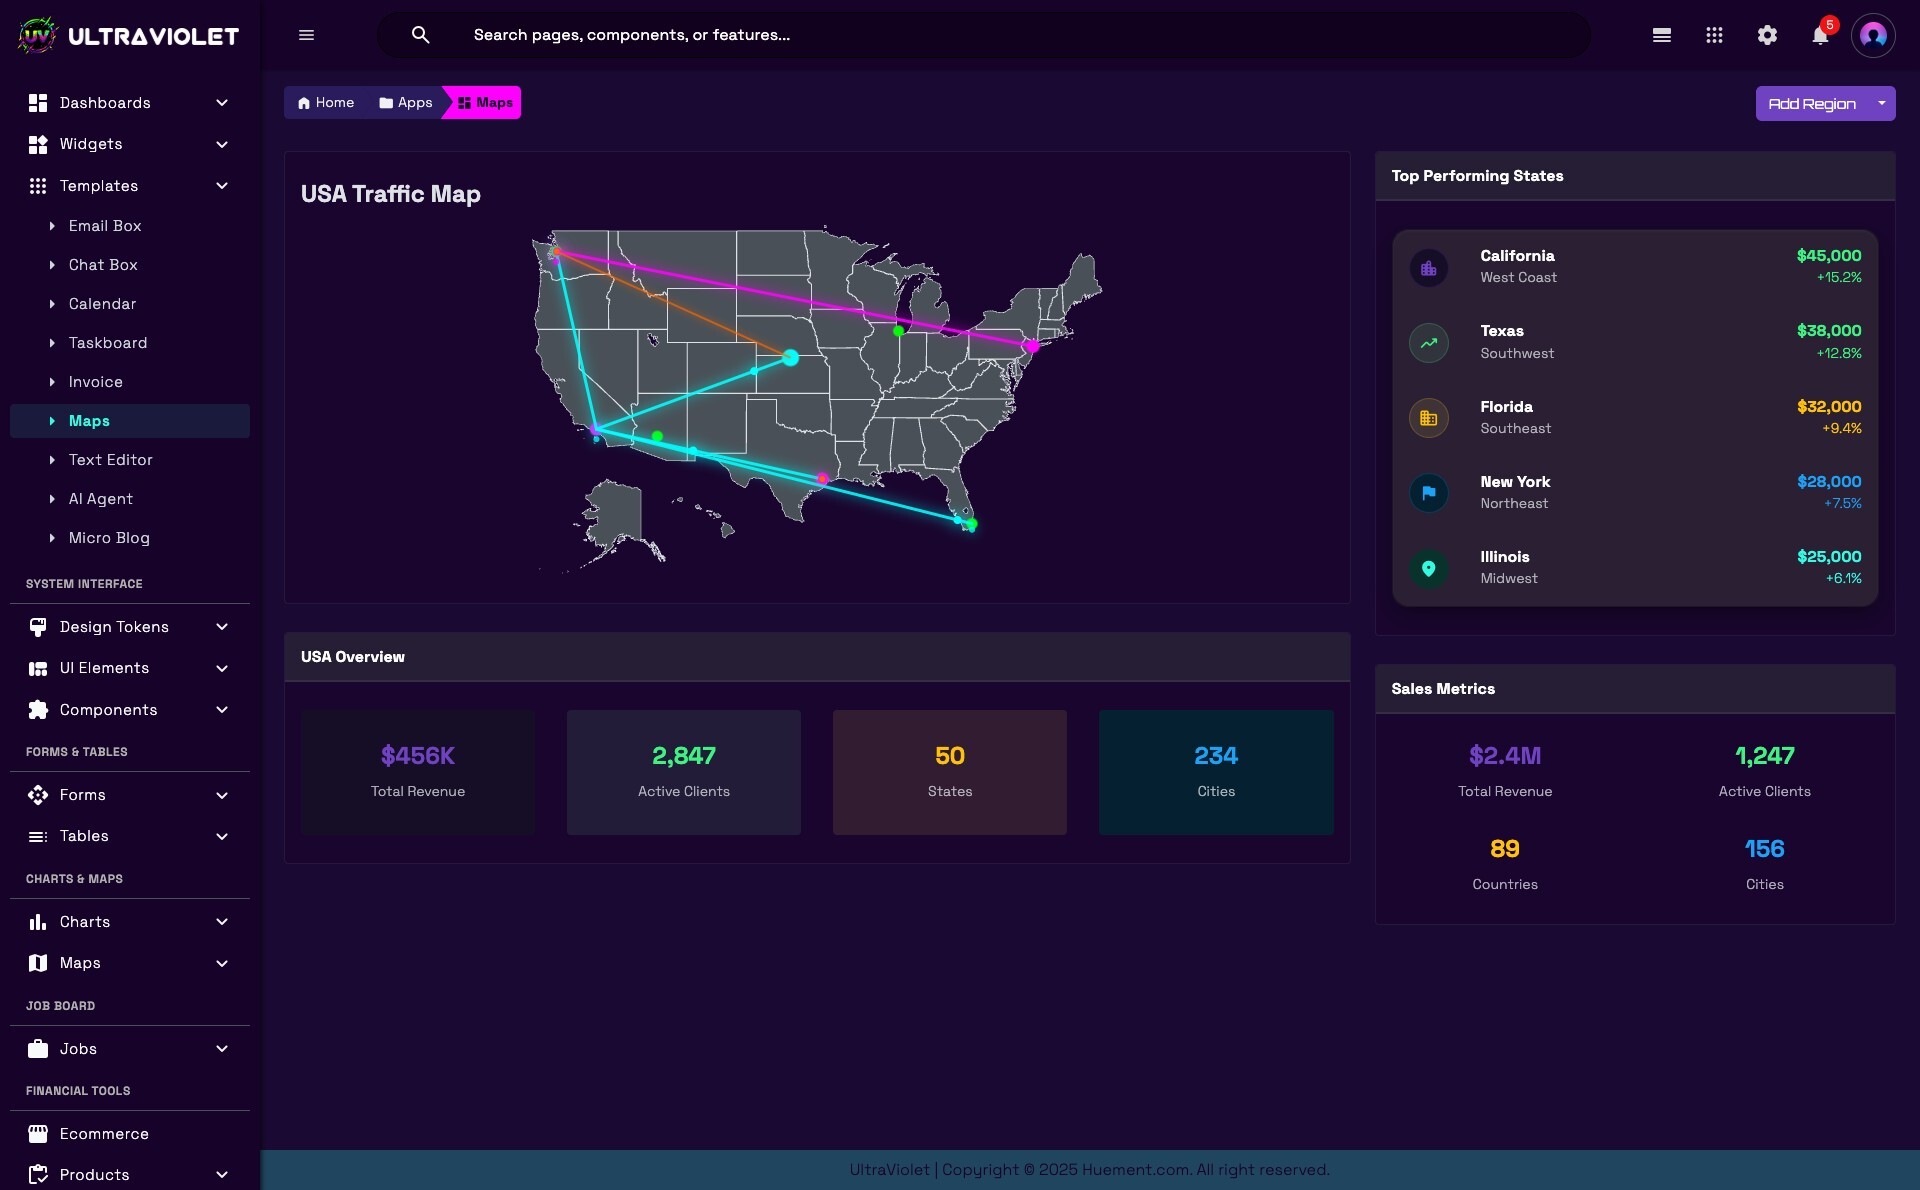 UV ULTRAVIOLET
Search pages, components, or features...
5
Dashboards
Widgets
Templates
Email Box
Chat Box
Calendar
Taskboard
Invoice
Maps
Text Editor
AI Agent
Micro Blog
SYSTEM INTERFACE
Design Tokens
UI Elements
Components
FORMS & TABLES
Forms
Tables
CHARTS & MAPS
Charts
Maps
JOB BOARD
Jobs
FINANCIAL TOOLS
Ecommerce
Products
Home Apps Maps
Add Region
USA Traffic Map
USA Overview
$456K
Total Revenue
2,847
Active Clients
50
States
234
Cities
Top Performing States
California $45,000
West Coast +15.2%
Texas $38,000
Southwest +12.8%
Florida $32,000
Southeast +9.4%
New York $28,000
Northeast +7.5%
Illinois $25,000
Midwest +6.1%
Sales Metrics
$2.4M
Total Revenue
1,247
Active Clients
89
Countries
156
Cities
UltraViolet | Copyright © 2025 Huement.com. All right reserved.